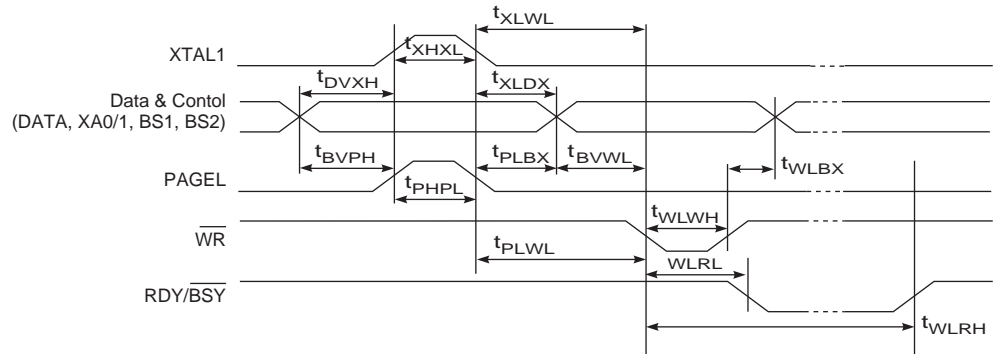 tXLWL
XTAL1
tXHXL
tDVXH
tXLDX
Data & Contol
(DATA, XA0/1, BS1, BS2)
tBVPH
tPLBX
tBVWL
tWLBX
PAGEL
tPHPL
tWLWH
WR
tPLWL
WLRL
RDY/BSY
tWLRH